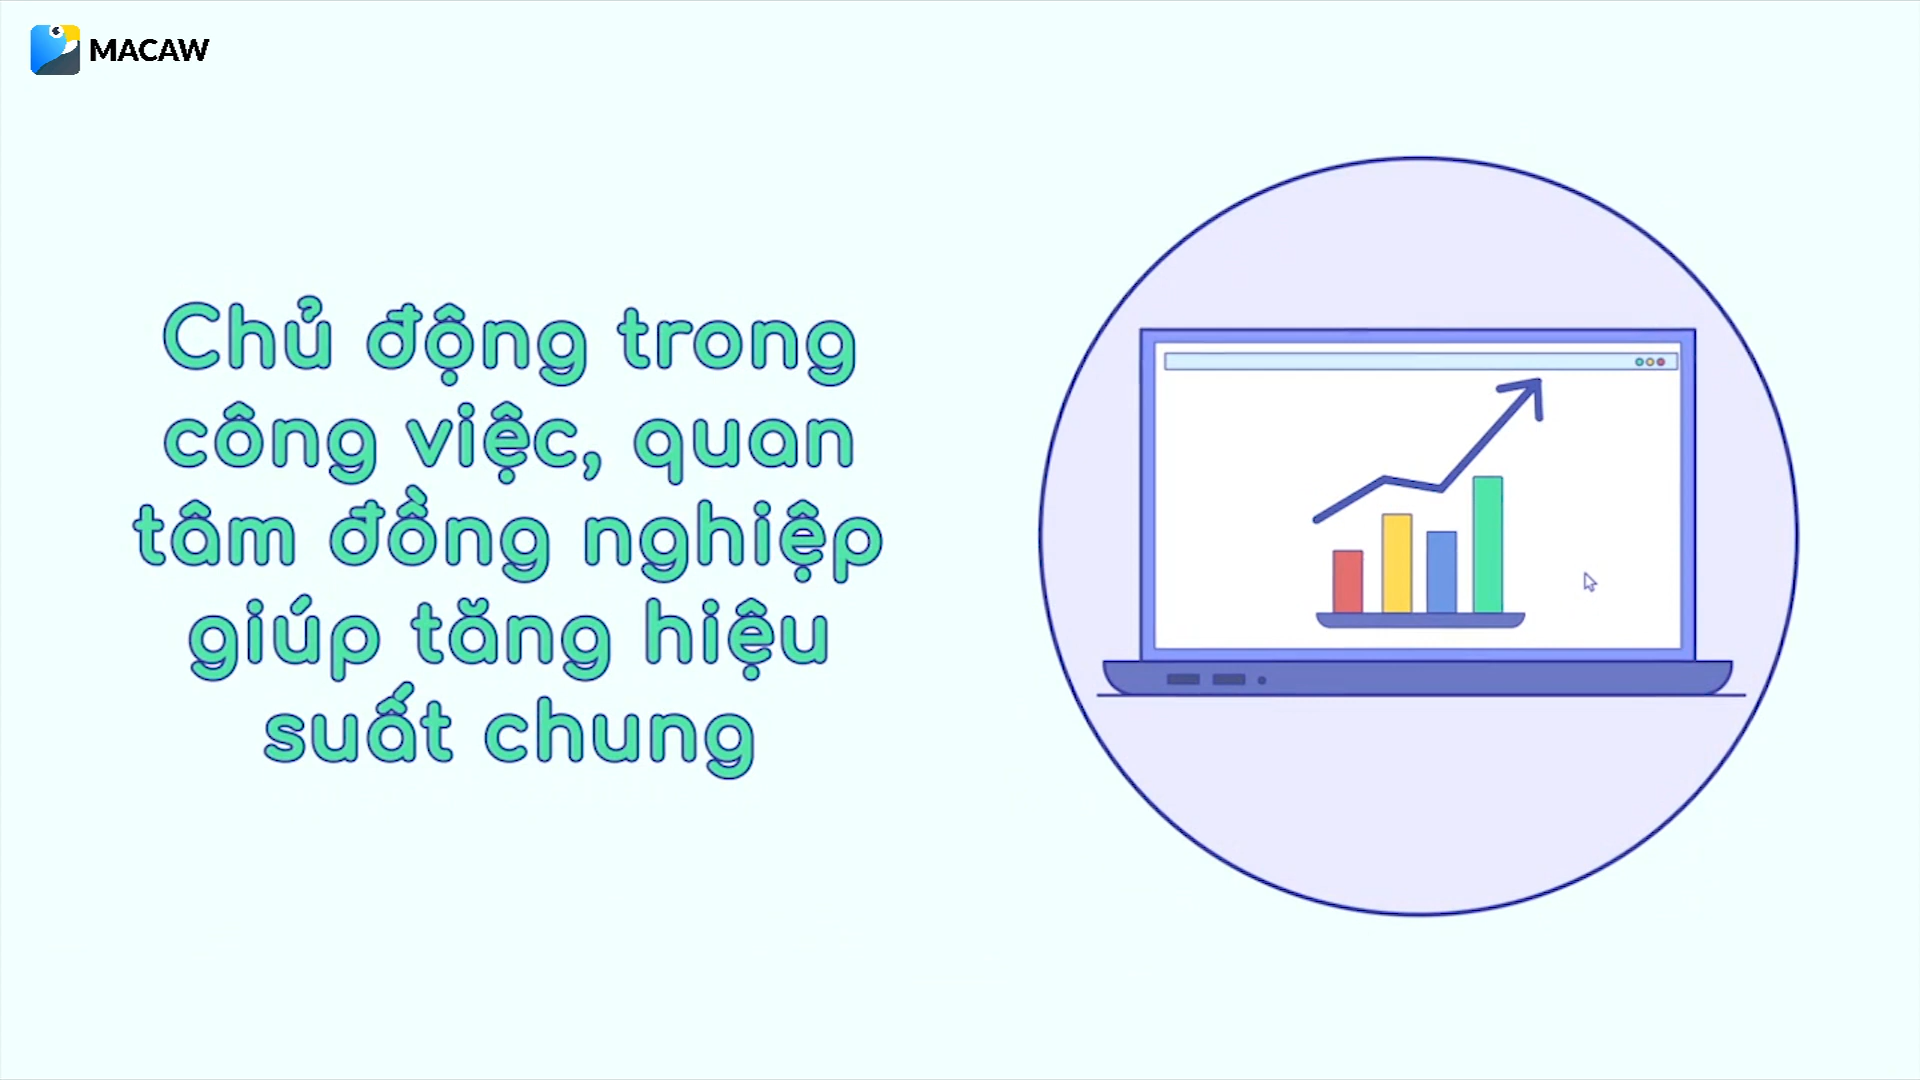 MACAW
Chủ động trong
công việc, quan
tâm đồng nghiệp
giúp tăng hiệu
suất chung